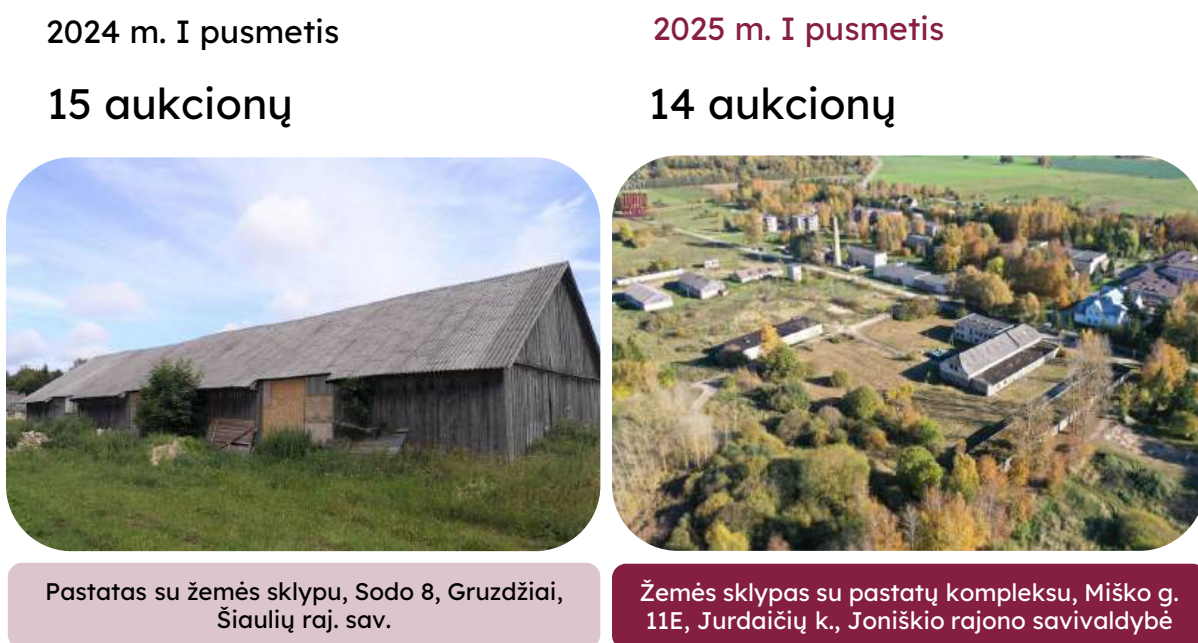 2024 m. I pusmetis
15 aukcionų
Pastatas su žemės sklypu, Sodo 8, Gruzdžiai,
Šiaulių raj. sav.
2025 m. I pusmetis
14 aukcionų
Žemės sklypas su pastatų kompleksu, Miško g.
11E, Jurdaičių k., Joniškio rajono savivaldybė